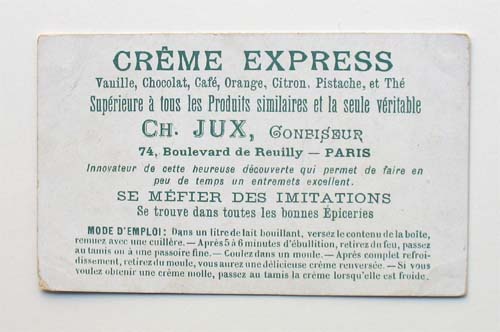 CRÊME EXPRESS
Vanille, Chocolat, Café, Orange, Citron, Pistache, et Thé
Supérieure à tous les Produits similaires et la seule véritable
CH. JUX, CONFISEUR
74, Boulevard de Reuilly — PARIS
Innovateur de cette heureuse découverte qui permet de faire en
peu de temps un entremets excellent.
SE MÉFIER DES IMITATIONS
Se trouve dans toutes les bonnes Épiceries
MODE D'EMPLOI: Dans un litre de lait bouillant, versez le contenu de la boîte,
remuez avec une cuillère. — Après 5 à 6 minutes d'ébullition, retirez du feu, passez
au tamis ou à une passoire fine. — Coulez dans un moule. — Après complet refroi-
dissement, retirez du moule, vous aurez une délicieuse crème renversée. — Si vous
voulez obtenir une crème molle, passez au tamis la crème lorsqu'elle est froide.